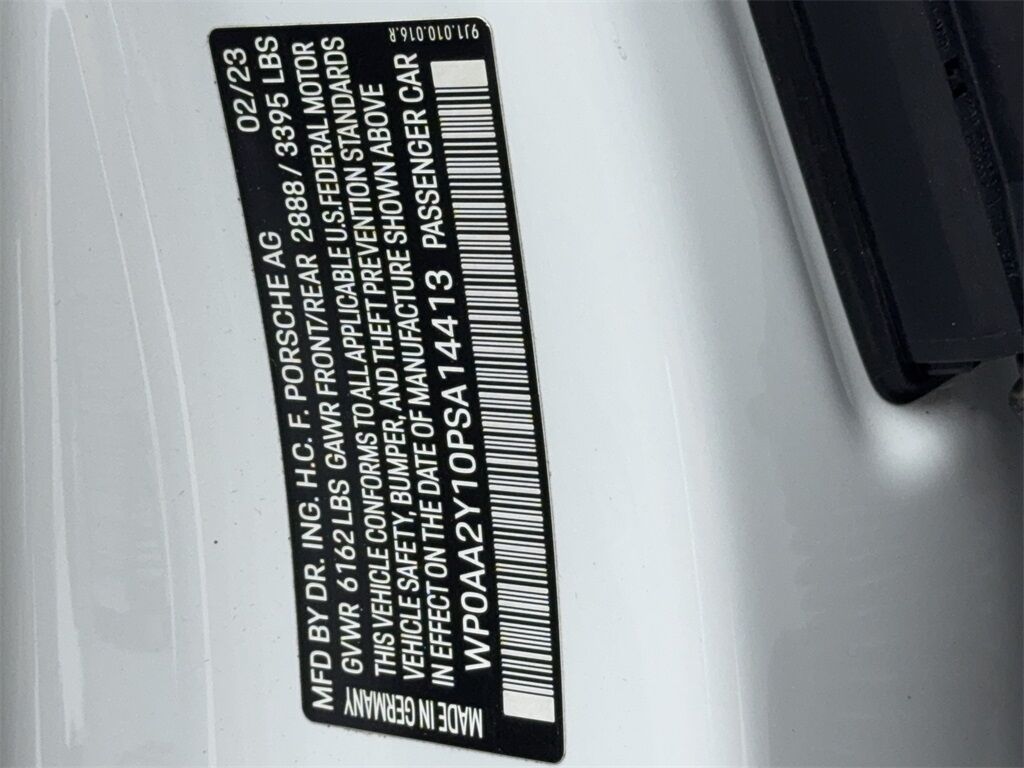 9J1.010.016.R
MFD BY DR. ING. H.C. F. PORSCHE AG 02/23
GVWR 6162 LBS GAWR FRONT/REAR 2888 / 3395 LBS
THIS VEHICLE CONFORMS TO ALL APPLICABLE U.S. FEDERAL MOTOR
VEHICLE SAFETY, BUMPER, AND THEFT PREVENTION STANDARDS
IN EFFECT ON THE DATE OF MANUFACTURE SHOWN ABOVE
WP0AA2Y10PSA14413 PASSENGER CAR
MADE IN GERMANY